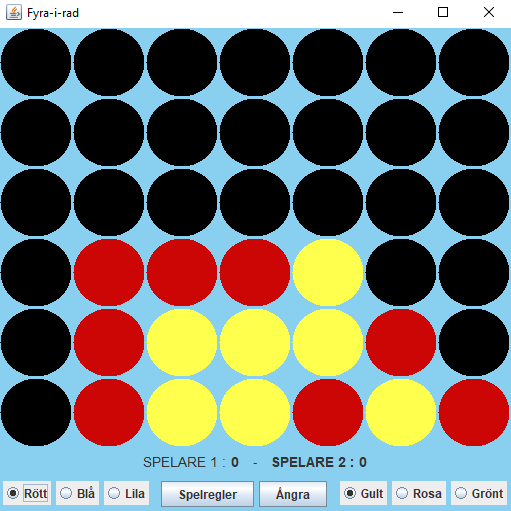 Fyra-i-rad
SPELARE 1 : 0 - SPELARE 2 : 0
Rött Blå Lila Spelregler Ångra Gult Rosa Grönt